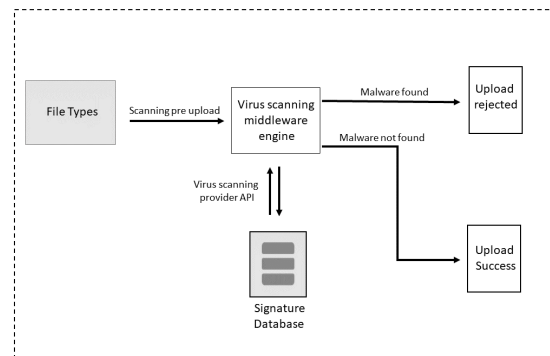 File Types
Scanning pre upload
Virus scanning
middleware
engine
Malware found
Upload
rejected
Malware not found
Virus scanning
provider API
Upload
Success
Signature
Database